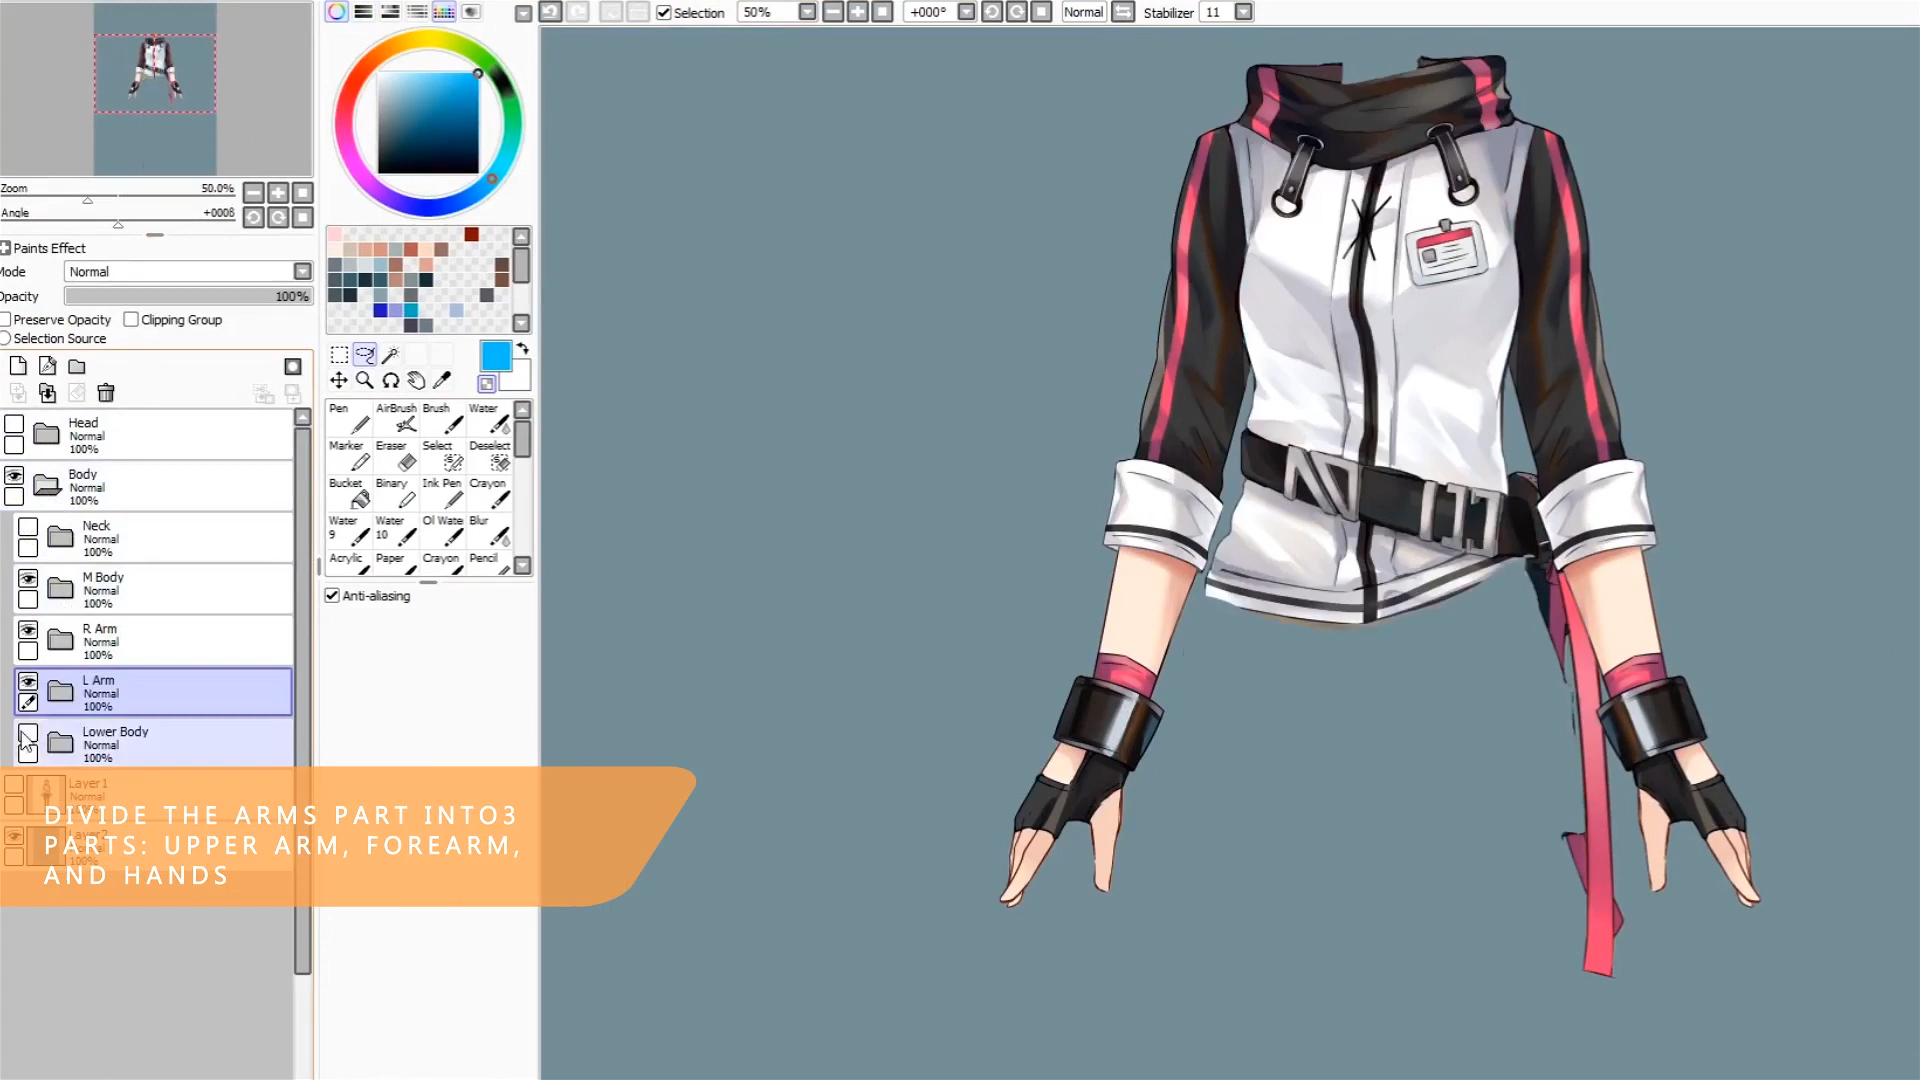 Selection 50% +000° Normal Stabilizer 11
Zoom 50.0%
Angle +0008
Paints Effect
Mode Normal
Opacity 100%
Preserve Opacity Clipping Group
Selection Source
Head
Normal
100%
Body
Normal
100%
Neck
Normal
100%
M Body
Normal
100%
R Arm
Normal
100%
L Arm
Normal
100%
Lower Body
Normal
100%
Layer1
Normal
DIVIDE THE ARMS PART INTO3
PARTS: UPPER ARM, FOREARM,
AND HANDS
Pen AirBrush Brush Water
Marker Eraser Select Deselect
Bucket Binary Ink Pen Crayon
Water 9 Water 10 Ol Wate Blur
Acrylic Paper Crayon Pencil
Anti-aliasing